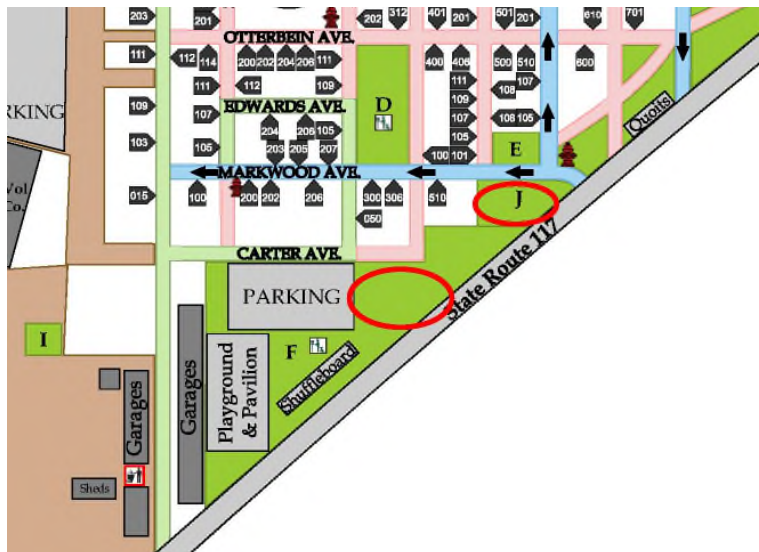 203
201
202
312
401
201
501
201
610
701
OTTERBEIN AVE.
111
112
114
200
202
204
206
111
400
406
500
510
600
111
112
109
111
108
107
PARKING
109
107
EDWARDS AVE.
D
109
107
108
105
Quoits
204
206
105
105
103
105
203
205
207
100
101
E
MARKWOOD AVE.
Vol
Co.
015
100
200
202
206
300
306
510
J
050
CARTER AVE.
State Route 117
PARKING
I
F
Shuffleboard
Playground
& Pavilion
Garages
Garages
Sheds